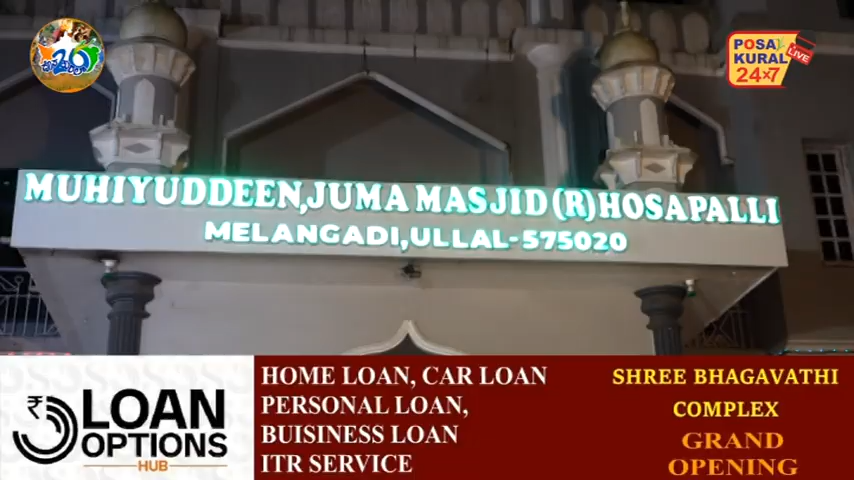 20
POSA
KURAL
24×7
LIVE
MUHIYUDDEEN,JUMA MASJID (R) HOSAPALLI
MELANGADI,ULLAL-575020
₹ LOAN
OPTIONS
HUB
HOME LOAN, CAR LOAN
PERSONAL LOAN,
BUISINESS LOAN
ITR SERVICE
SHREE BHAGAVATHI
COMPLEX
GRAND
OPENING